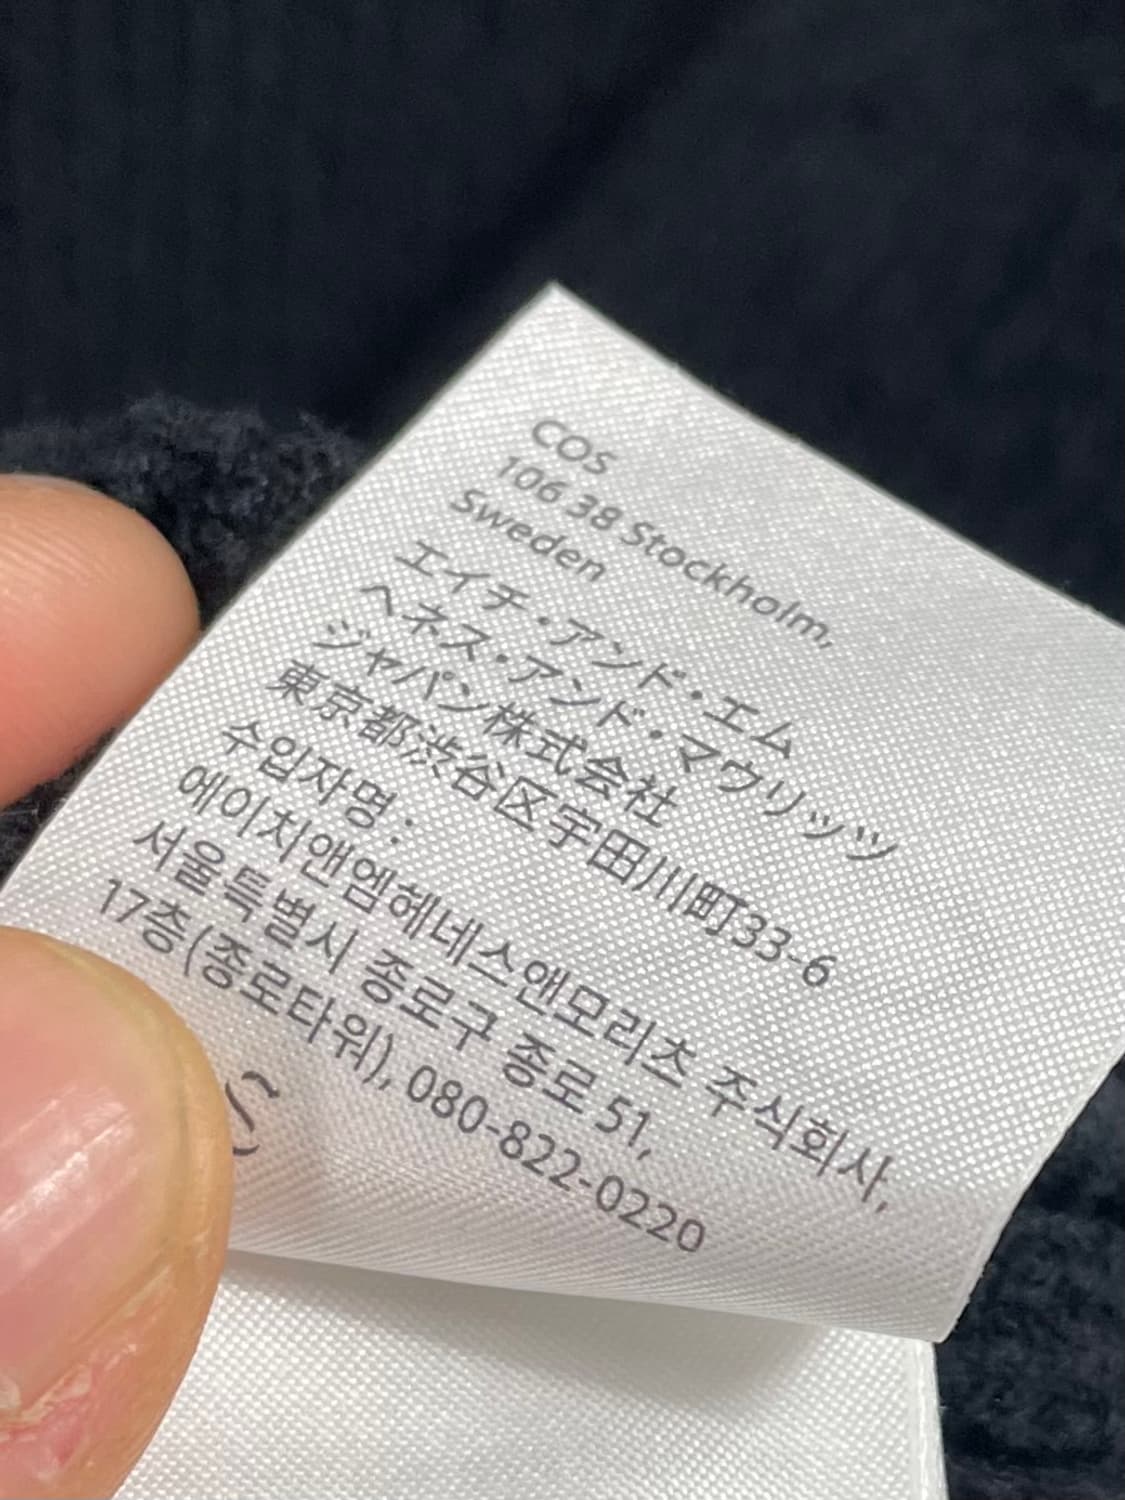 COS
106 38 Stockholm,
Sweden
エイチ・アンド・エム
ヘネス・アンド・マウリッツ
ジャパン株式会社
東京都渋谷区宇田川町33-6
수입자명 :
에이치앤엠헤네스앤모리츠 주식회사,
서울특별시 종로구 종로 51,
17층(종로타워), 080-822-0220